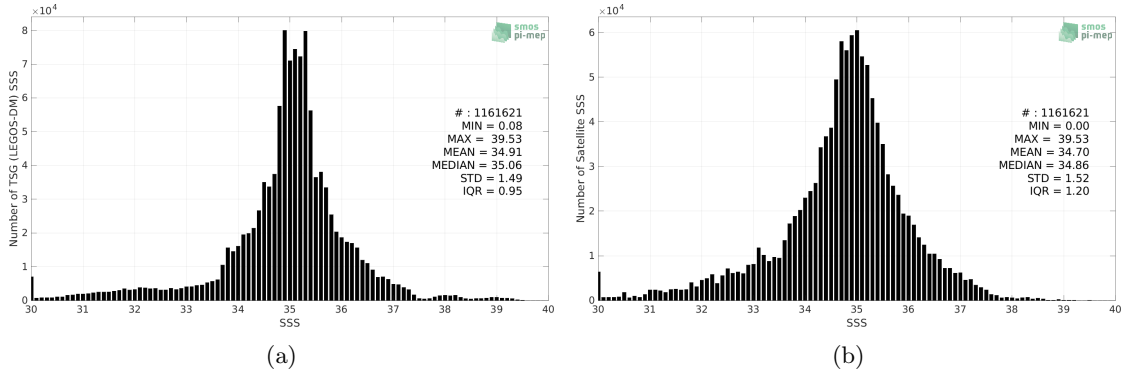 ×10⁴
8
7
6
5
4
3
2
1
0
Number of TSG (LEGOS-DM) SSS
30 31 32 33 34 35 36 37 38 39 40
SSS
smos
pi-mep
# : 1161621
MIN = 0.08
MAX = 39.53
MEAN = 34.91
MEDIAN = 35.06
STD = 1.49
IQR = 0.95
(a)
×10⁴
6
5
4
3
2
1
0
Number of Satellite SSS
30 31 32 33 34 35 36 37 38 39 40
SSS
smos
pi-mep
# : 1161621
MIN = 0.00
MAX = 39.53
MEAN = 34.70
MEDIAN = 34.86
STD = 1.52
IQR = 1.20
(b)